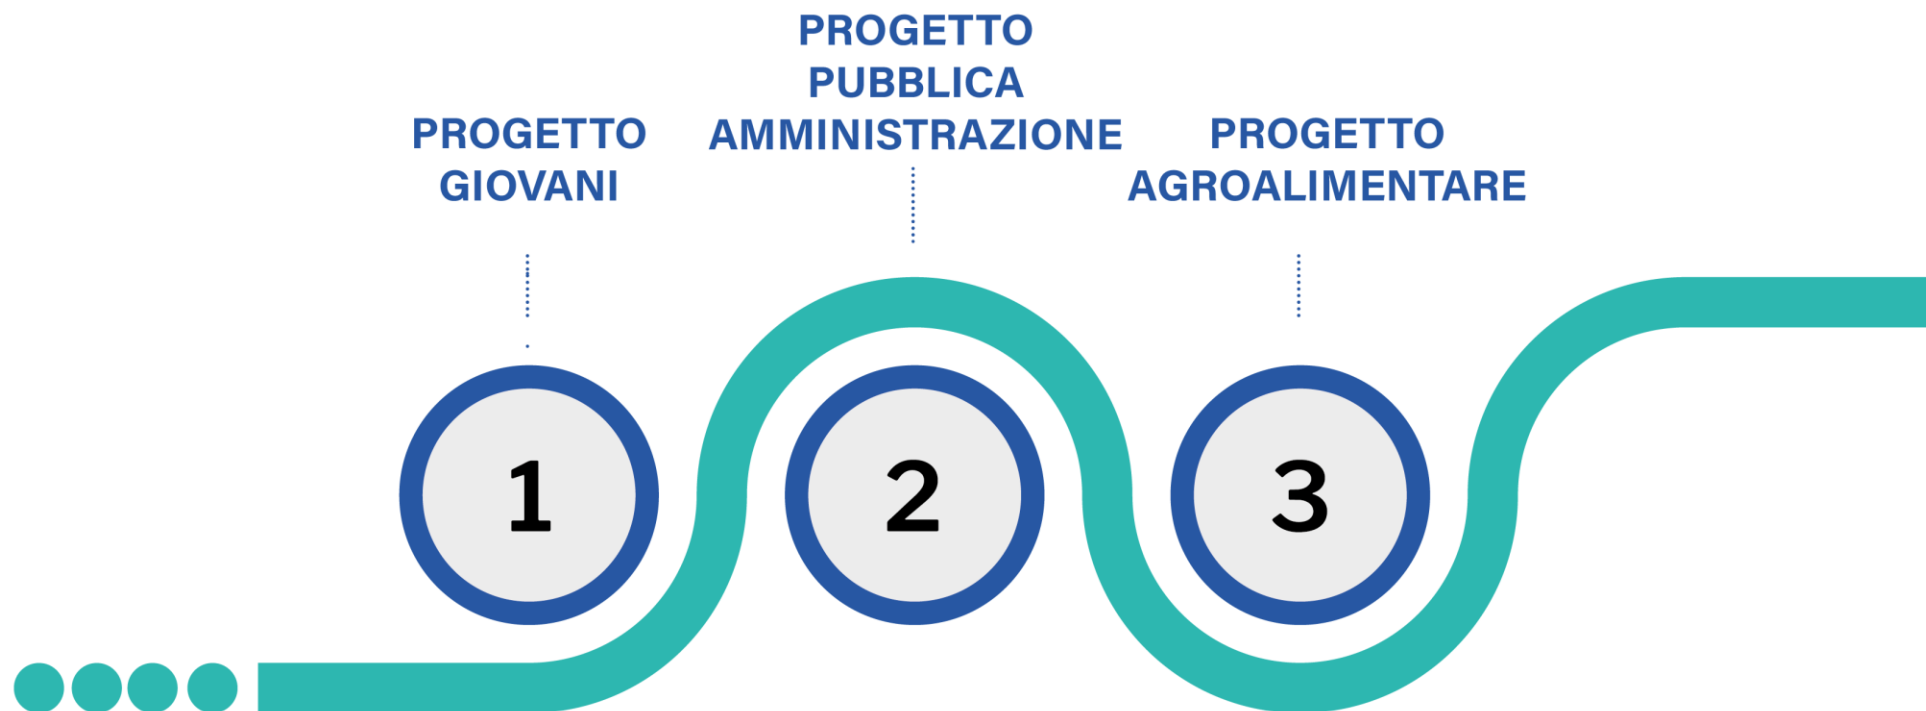 PROGETTO
GIOVANI
PROGETTO
PUBBLICA
AMMINISTRAZIONE
PROGETTO
AGROALIMENTARE
1
2
3